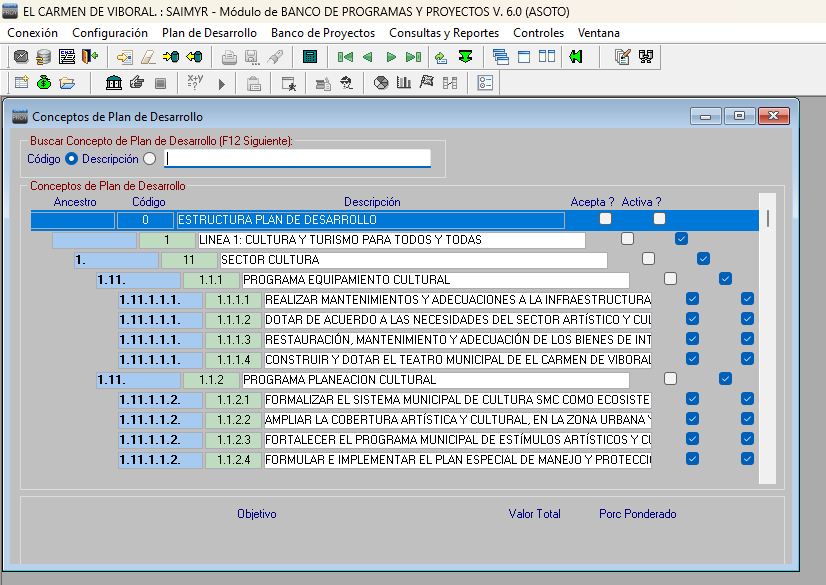 EL CARMEN DE VIBORAL. : SAIMYR - Módulo de BANCO DE PROGRAMAS Y PROYECTOS V. 6.0 (ASOTO)
Conexión Configuración Plan de Desarrollo Banco de Proyectos Consultas y Reportes Controles Ventana
Conceptos de Plan de Desarrollo
Buscar Concepto de Plan de Desarrollo (F12 Siguiente):
Código Descripción
Conceptos de Plan de Desarrollo
Ancestro Código Descripción Acepta ? Activa ?
0 ESTRUCTURA PLAN DE DESARROLLO
1 LINEA 1: CULTURA Y TURISMO PARA TODOS Y TODAS
1. 11 SECTOR CULTURA
1.11. 1.1.1 PROGRAMA EQUIPAMIENTO CULTURAL
1.11.1.1.1. 1.1.1.1 REALIZAR MANTENIMIENTOS Y ADECUACIONES A LA INFRAESTRUCTURA
1.11.1.1.1. 1.1.1.2 DOTAR DE ACUERDO A LAS NECESIDADES DEL SECTOR ARTÍSTICO Y CUL
1.11.1.1.1. 1.1.1.3 RESTAURACIÓN, MANTENIMIENTO Y ADECUACIÓN DE LOS BIENES DE INT
1.11.1.1.1. 1.1.1.4 CONSTRUIR Y DOTAR EL TEATRO MUNICIPAL DE EL CARMEN DE VIBORAL
1.11. 1.1.2 PROGRAMA PLANEACION CULTURAL
1.11.1.1.2. 1.1.2.1 FORMALIZAR EL SISTEMA MUNICIPAL DE CULTURA SMC COMO ECOSISTE
1.11.1.1.2. 1.1.2.2 AMPLIAR LA COBERTURA ARTÍSTICA Y CULTURAL, EN LA ZONA URBANA Y
1.11.1.1.2. 1.1.2.3 FORTALECER EL PROGRAMA MUNICIPAL DE ESTÍMULOS ARTÍSTICOS Y CU
1.11.1.1.2. 1.1.2.4 FORMULAR E IMPLEMENTAR EL PLAN ESPECIAL DE MANEJO Y PROTECCI
Objetivo Valor Total Porc Ponderado